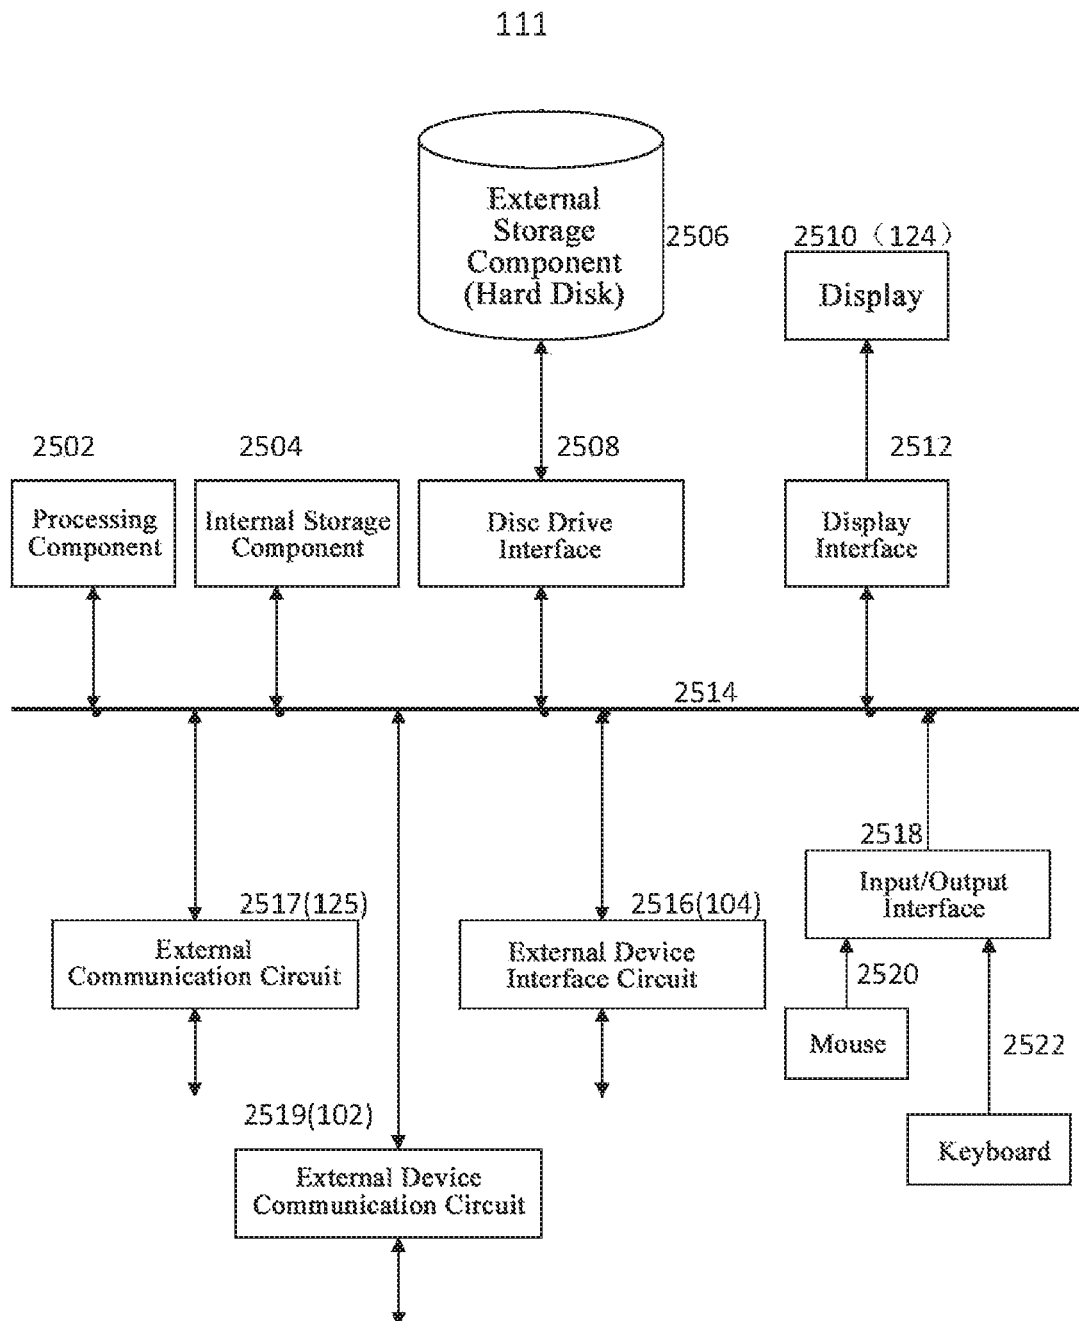 111
External
Storage
Component
(Hard Disk)
2506
2510（124）
Display
2502
2504
2508
2512
Processing
Component
Internal Storage
Component
Disc Drive
Interface
Display
Interface
2514
2518
Input/Output
Interface
2517(125)
External
Communication Circuit
2516(104)
External Device
Interface Circuit
2520
Mouse
2522
2519(102)
Keyboard
External Device
Communication Circuit